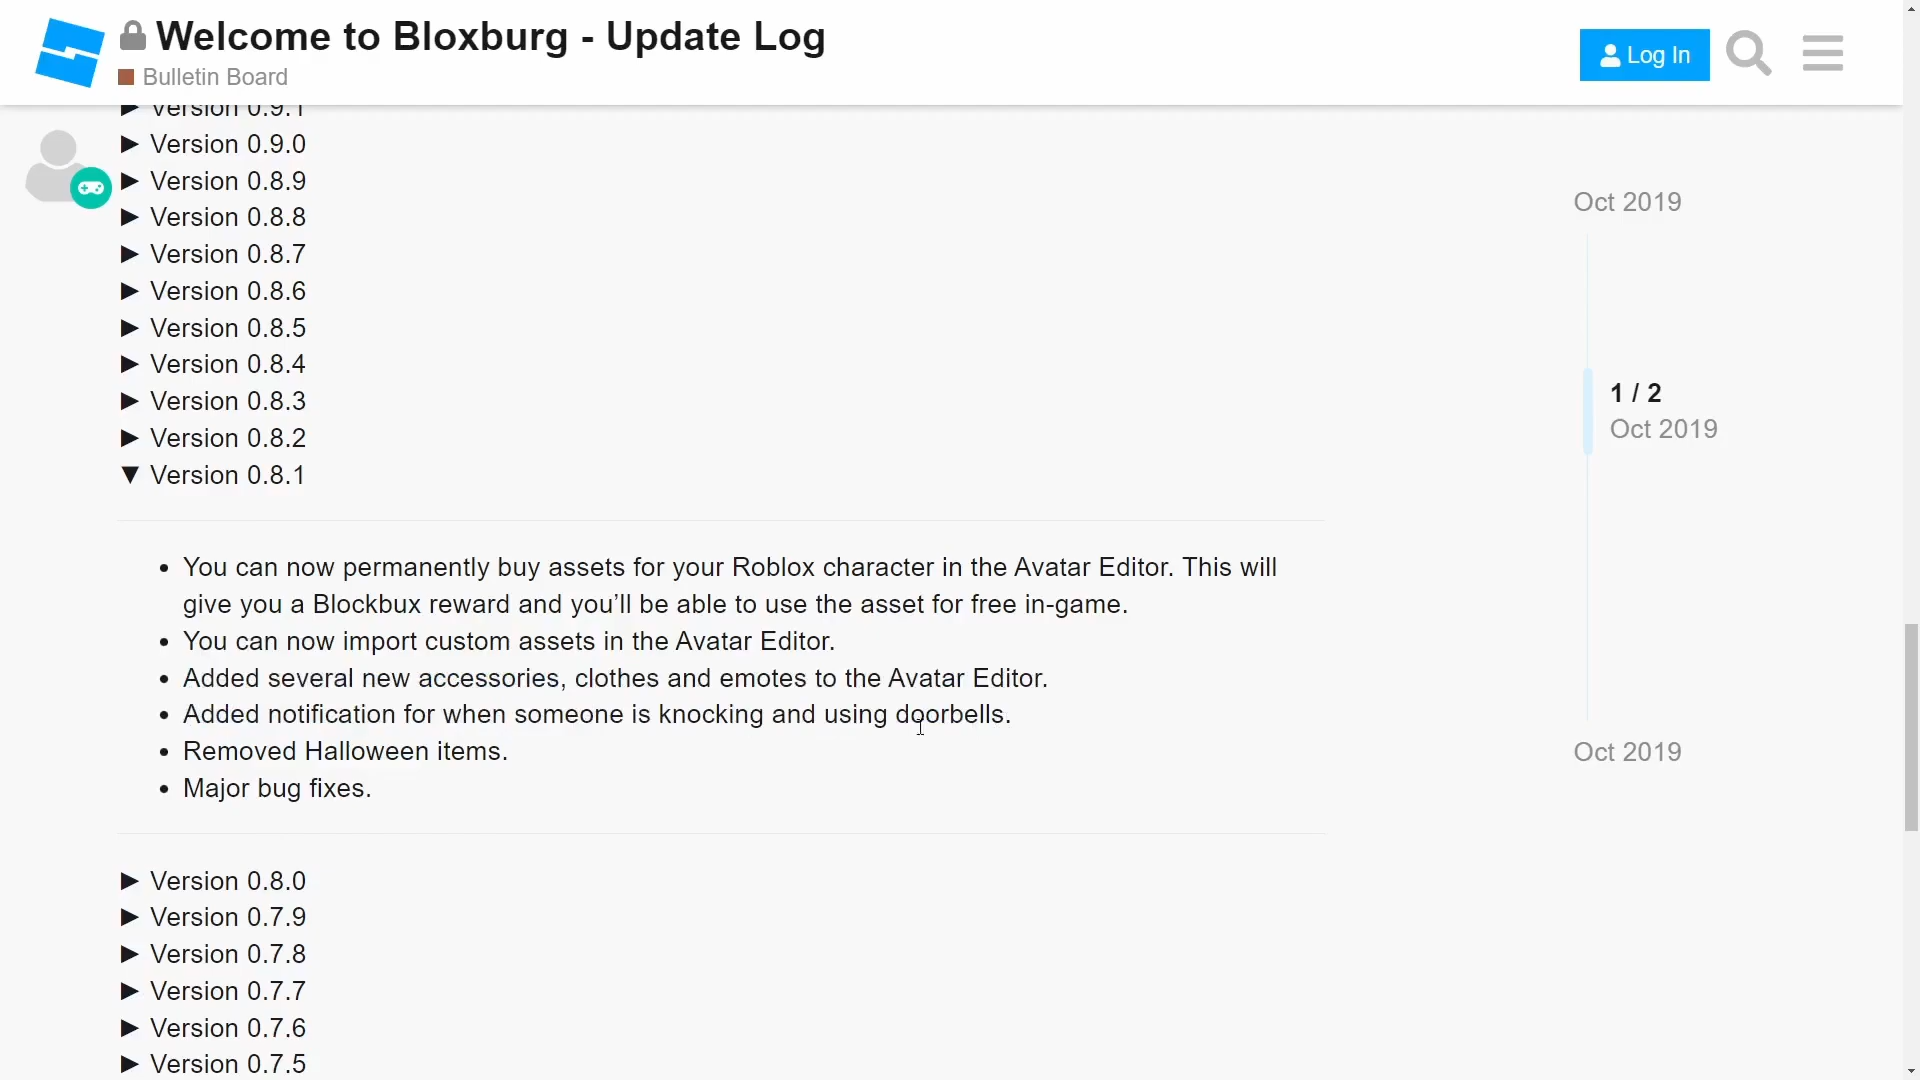 Welcome to Bloxburg - Update Log
Bulletin Board
Log In
Version 0.9.1
Version 0.9.0
Version 0.8.9
Version 0.8.8
Version 0.8.7
Version 0.8.6
Version 0.8.5
Version 0.8.4
Version 0.8.3
Version 0.8.2
Version 0.8.1
• You can now permanently buy assets for your Roblox character in the Avatar Editor. This will
give you a Blockbux reward and you’ll be able to use the asset for free in-game.
• You can now import custom assets in the Avatar Editor.
• Added several new accessories, clothes and emotes to the Avatar Editor.
• Added notification for when someone is knocking and using doorbells.
• Removed Halloween items.
• Major bug fixes.
Version 0.8.0
Version 0.7.9
Version 0.7.8
Version 0.7.7
Version 0.7.6
Version 0.7.5
Oct 2019
1 / 2
Oct 2019
Oct 2019